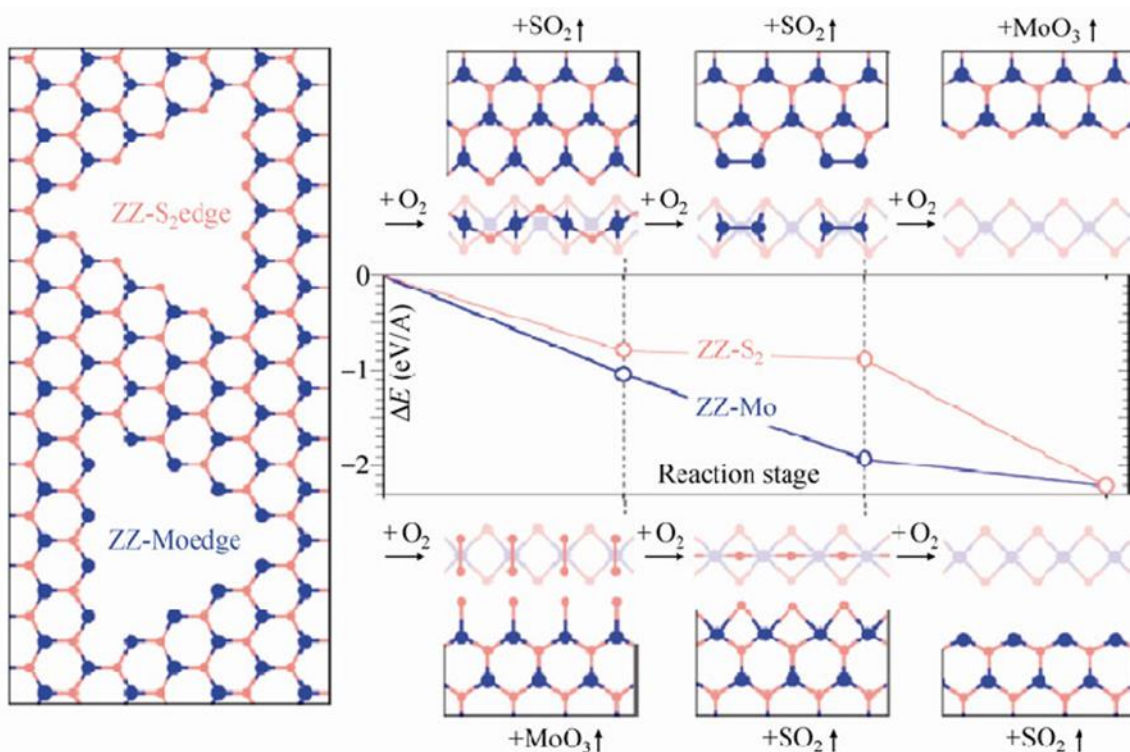 +SO₂↑
+SO₂↑
+MoO₃↑
ZZ-S₂edge
+ O₂
+ O₂
+ O₂
0
−1
−2
ΔE (eV/A)
ZZ-S₂
ZZ-Mo
Reaction stage
ZZ-Moedge
+ O₂
+ O₂
+ O₂
+MoO₃↑
+SO₂↑
+SO₂↑